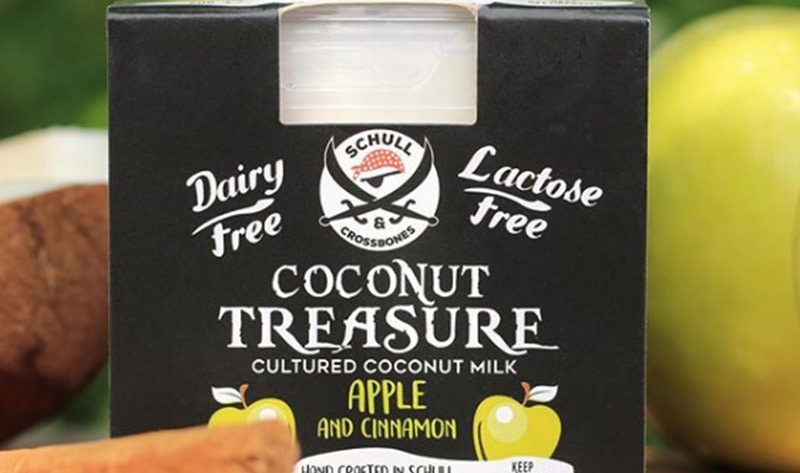 SCHULL
&
CROSSBONES
Dairy
free
Lactose
free
COCONUT
TREASURE
CULTURED COCONUT MILK
APPLE
AND CINNAMON
HAND CRAFTED IN SCHULL
KEEP